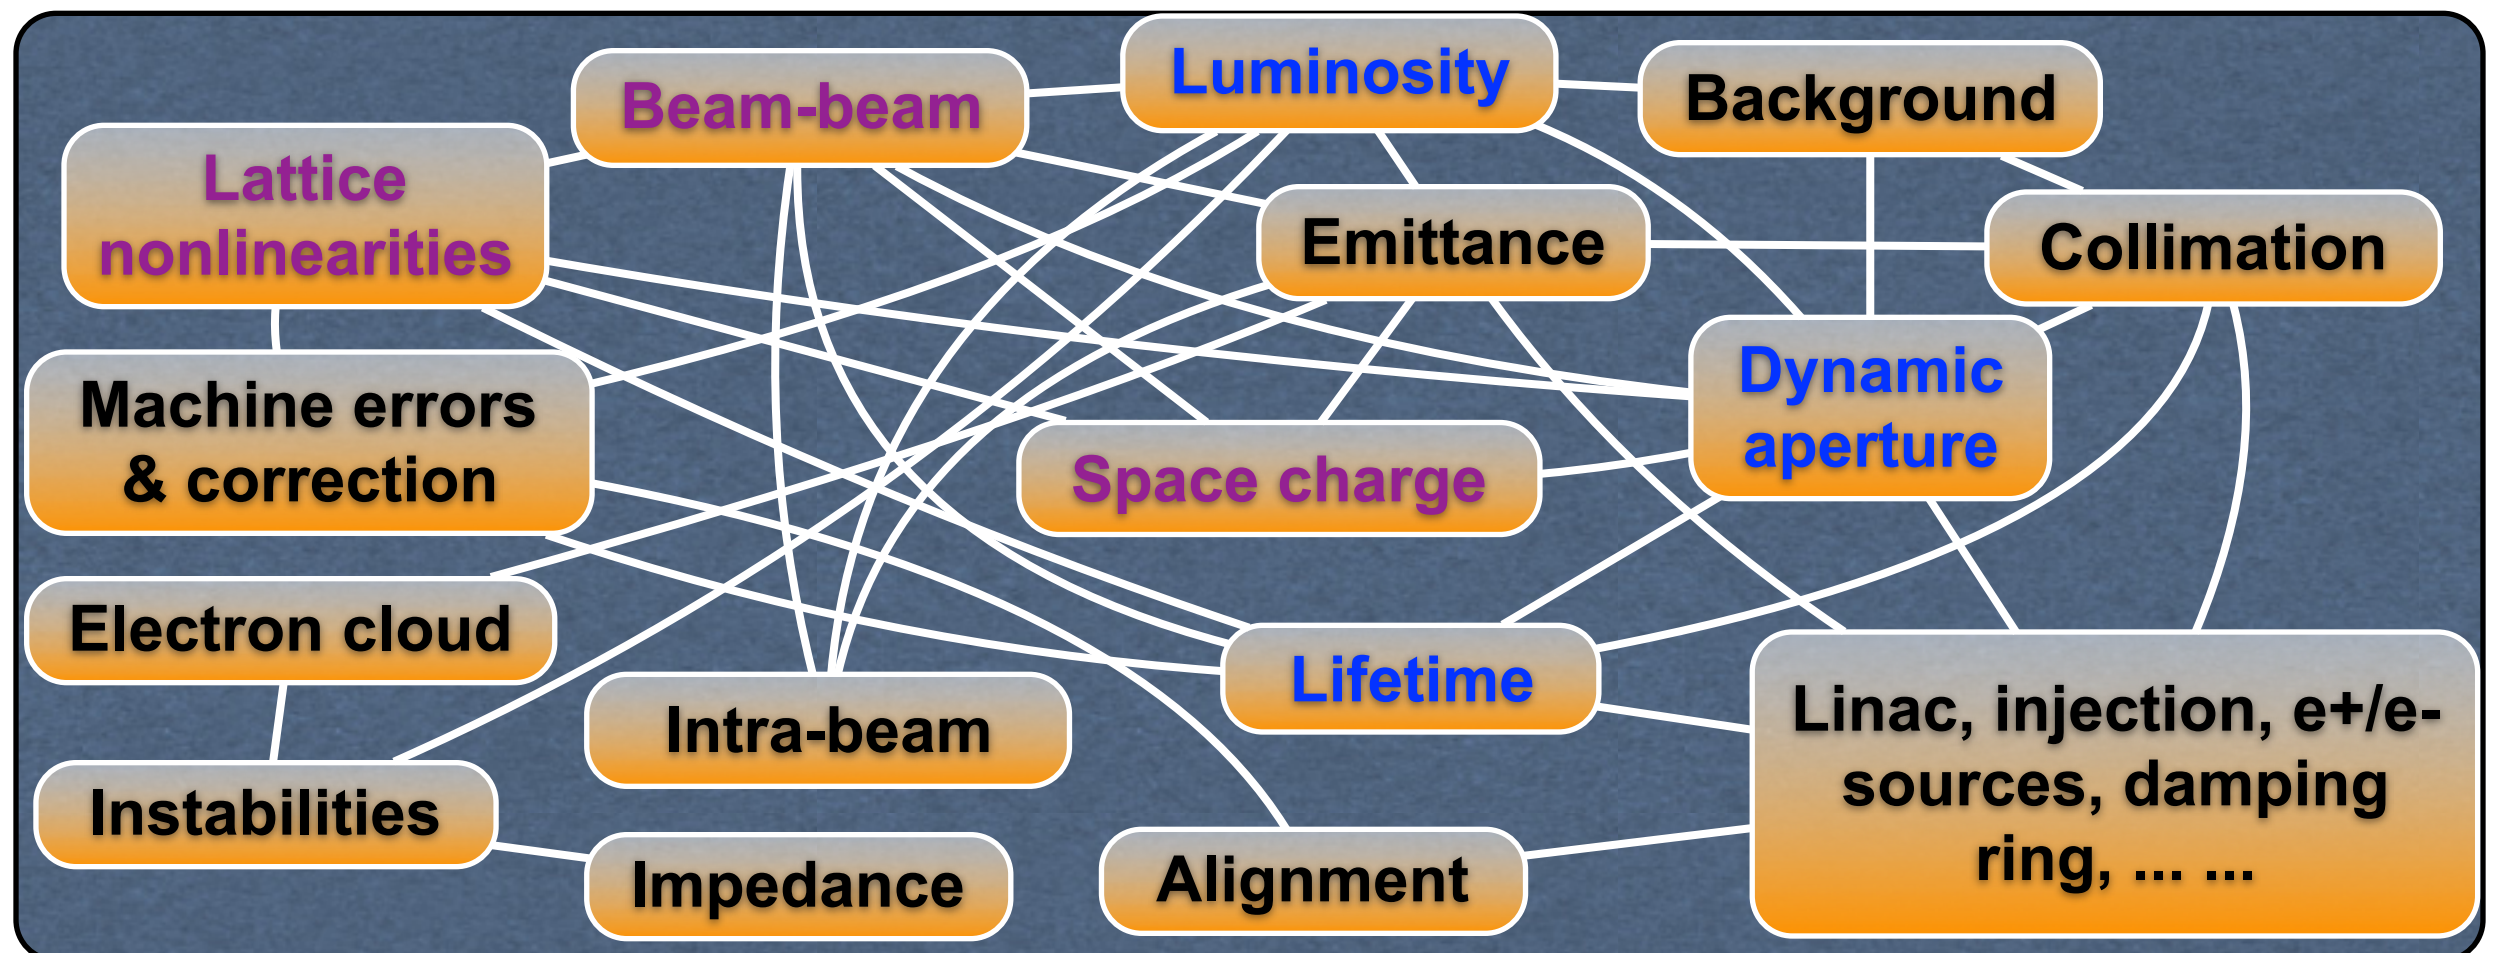 Luminosity
Beam-beam
Background
Lattice
nonlinearities
Emittance
Collimation
Machine errors
& correction
Dynamic
aperture
Space charge
Electron cloud
Lifetime
Intra-beam
Linac, injection, e+/e-
sources, damping
ring, ... ...
Instabilities
Impedance
Alignment